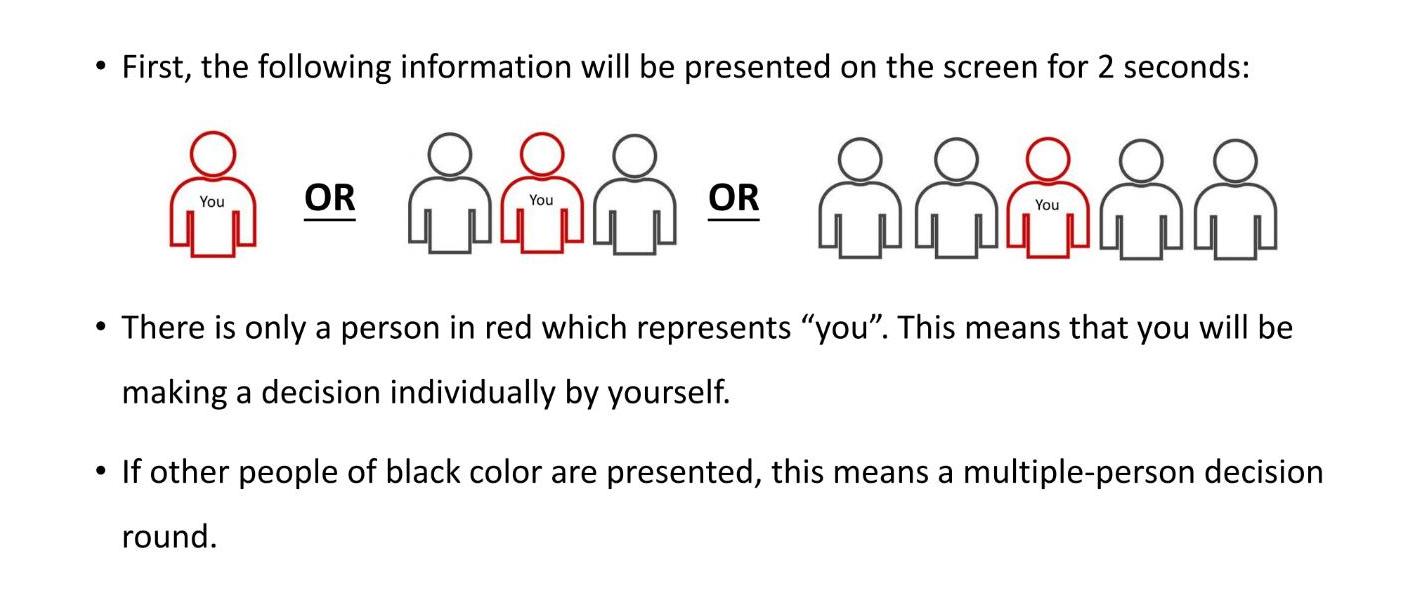 • First, the following information will be presented on the screen for 2 seconds:
You OR You OR You
• There is only a person in red which represents “you”. This means that you will be
making a decision individually by yourself.
• If other people of black color are presented, this means a multiple-person decision
round.